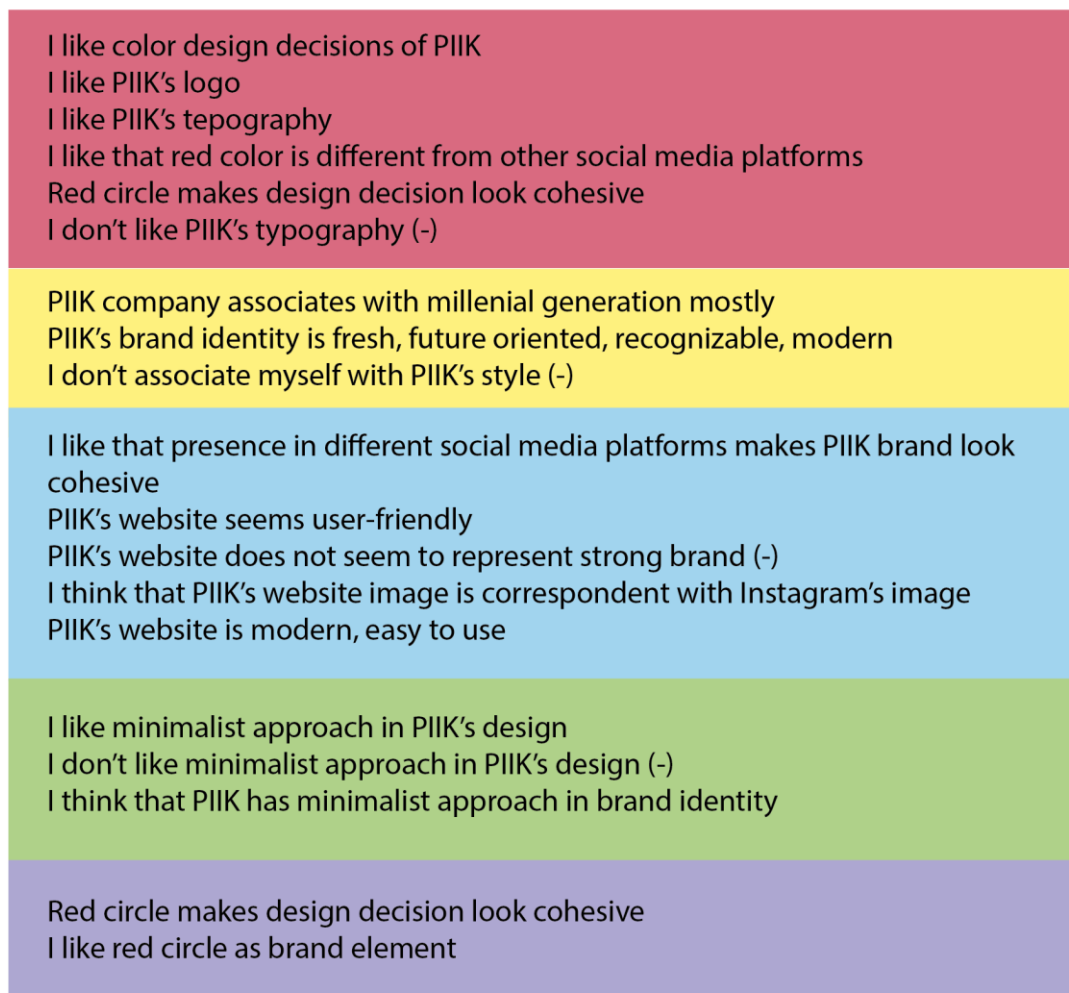 I like color design decisions of PIIK
I like PIIK’s logo
I like PIIK’s tepography
I like that red color is different from other social media platforms
Red circle makes design decision look cohesive
I don’t like PIIK’s typography (-)
PIIK company associates with millenial generation mostly
PIIK’s brand identity is fresh, future oriented, recognizable, modern
I don’t associate myself with PIIK’s style (-)
I like that presence in different social media platforms makes PIIK brand look
cohesive
PIIK’s website seems user-friendly
PIIK’s website does not seem to represent strong brand (-)
I think that PIIK’s website image is correspondent with Instagram’s image
PIIK’s website is modern, easy to use
I like minimalist approach in PIIK’s design
I don’t like minimalist approach in PIIK’s design (-)
I think that PIIK has minimalist approach in brand identity
Red circle makes design decision look cohesive
I like red circle as brand element